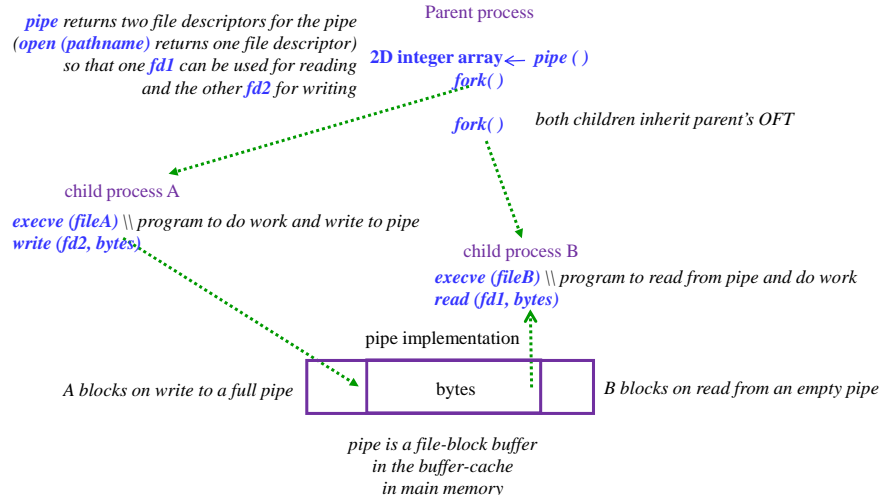 pipe returns two file descriptors for the pipe
(open (pathname) returns one file descriptor)
so that one fd1 can be used for reading
and the other fd2 for writing
Parent process
2D integer array ← pipe ( )
fork( )
fork( )
both children inherit parent's OFT
child process A
execve (fileA) \\ program to do work and write to pipe
write (fd2, bytes)
child process B
execve (fileB) \\ program to read from pipe and do work
read (fd1, bytes)
pipe implementation
A blocks on write to a full pipe
bytes
B blocks on read from an empty pipe
pipe is a file-block buffer
in the buffer-cache
in main memory